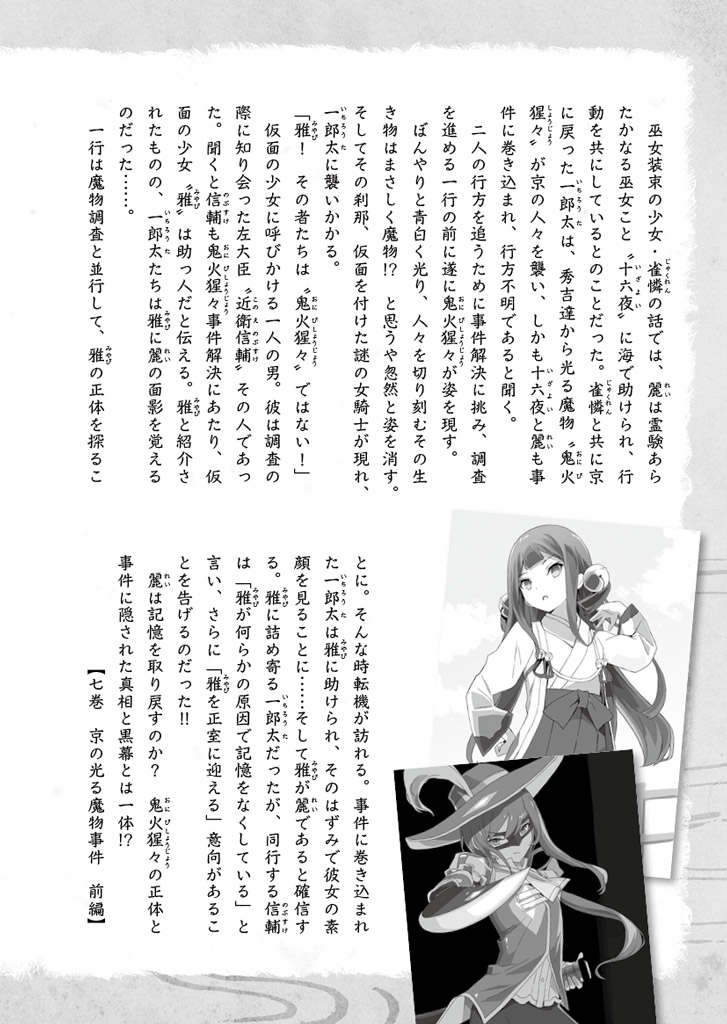 巫女装束の少女・雀憐の話では、麗は霊験あら
たかなる巫女こと〝十六夜〟に海で助けられ、行
動を共にしているとのことだった。雀憐と共に京
に戻った一郎太は、秀吉達から光る魔物〝鬼火
猩々〟が京の人々を襲い、しかも十六夜と麗も事
件に巻き込まれ、行方不明であると聞く。
二人の行方を追うために事件解決に挑み、調査
を進める一行の前に遂に鬼火猩々が姿を現す。
ぼんやりと青白く光り、人々を切り刻むその生
き物はまさしく魔物!? と思うや忽然と姿を消す。
そしてその刹那、仮面を付けた謎の女騎士が現れ、
一郎太に襲いかかる。
「雅! その者たちは〝鬼火猩々〟ではない!」
仮面の少女に呼びかける一人の男。彼は調査の
際に知り会った左大臣〝近衛信輔〟その人であっ
た。聞くと信輔も鬼火猩々事件解決にあたり、仮
面の少女〝雅〟は助っ人だと伝える。雅と紹介さ
れたものの、一郎太たちは雅に麗の面影を覚える
のだった……。
一行は魔物調査と並行して、雅の正体を探るこ
とに。そんな時転機が訪れる。事件に巻き込まれ
た一郎太は雅に助けられ、そのはずみで彼女の素
顔を見ることに……そして雅が麗であると確信す
る。雅に詰め寄る一郎太だったが、同行する信輔
は「雅が何らかの原因で記憶をなくしている」と
言い、さらに「雅を正室に迎える」意向があるこ
とを告げるのだった!!
麗は記憶を取り戻すのか? 鬼火猩々の正体と
事件に隠された真相と黒幕とは一体!?
【七巻 京の光る魔物事件 前編】